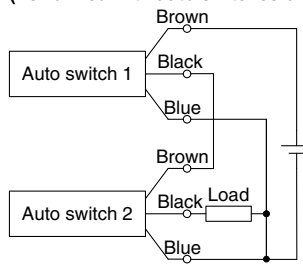 Brown
Black
Auto switch 1
Blue
Brown
Black Load
Auto switch 2
Blue